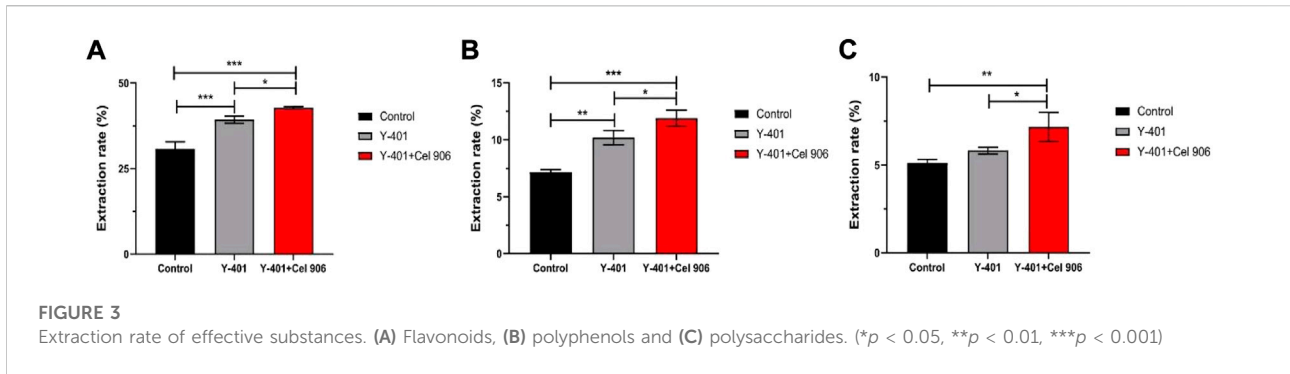 A
***
***
*
50
25
0
Extraction rate (%)
Control
Y-401
Y-401+Cel 906
Control
Y-401
Y-401+Cel 906
B
***
**
*
15
10
5
0
Extraction rate (%)
Control
Y-401
Y-401+Cel 906
Control
Y-401
Y-401+Cel 906
C
**
*
10
5
0
Extraction rate (%)
Control
Y-401
Y-401+Cel 906
Control
Y-401
Y-401+Cel 906
FIGURE 3
Extraction rate of effective substances. (A) Flavonoids, (B) polyphenols and (C) polysaccharides. (*p < 0.05, **p < 0.01, ***p < 0.001)